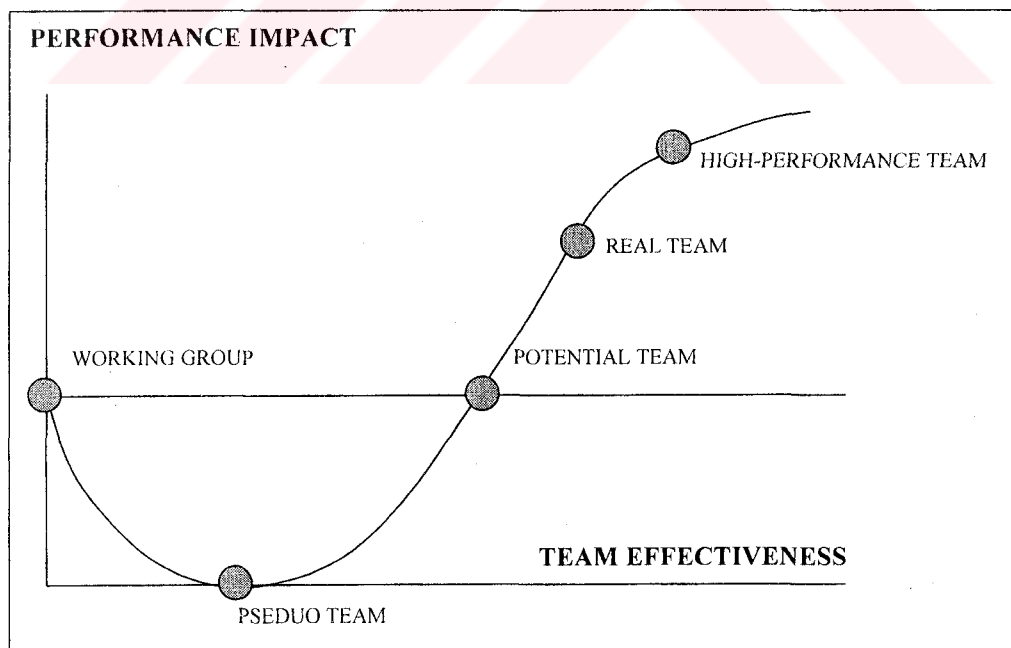 PERFORMANCE IMPACT
HIGH-PERFORMANCE TEAM
REAL TEAM
WORKING GROUP
POTENTIAL TEAM
TEAM EFFECTIVENESS
PSEDUO TEAM